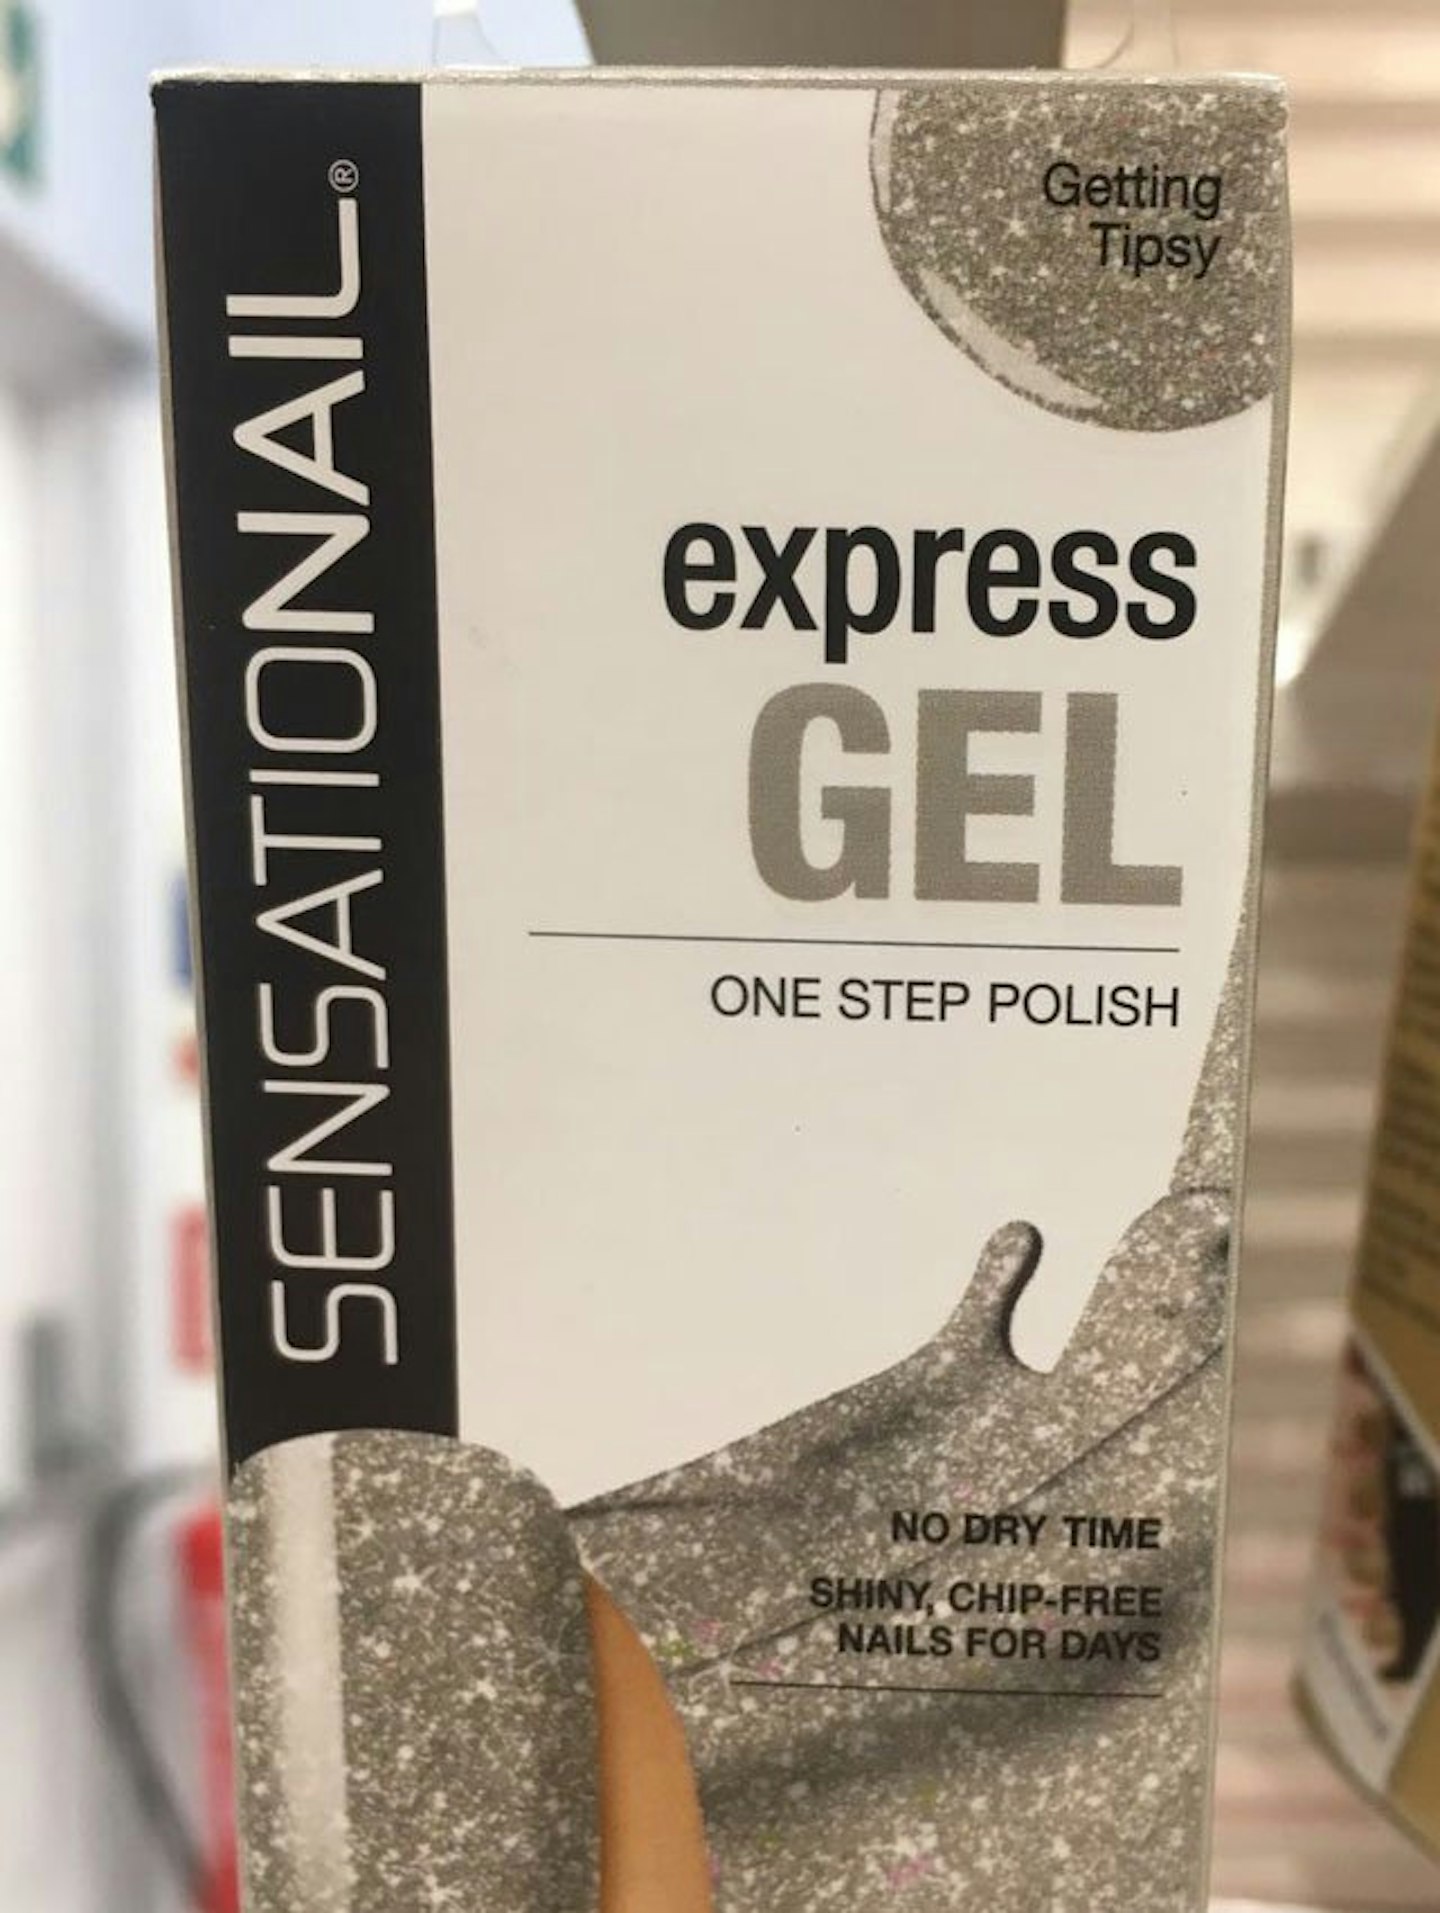 SENSATIONAIL®
Getting
Tipsy
express
GEL
ONE STEP POLISH
NO DRY TIME
SHINY, CHIP-FREE
NAILS FOR DAYS